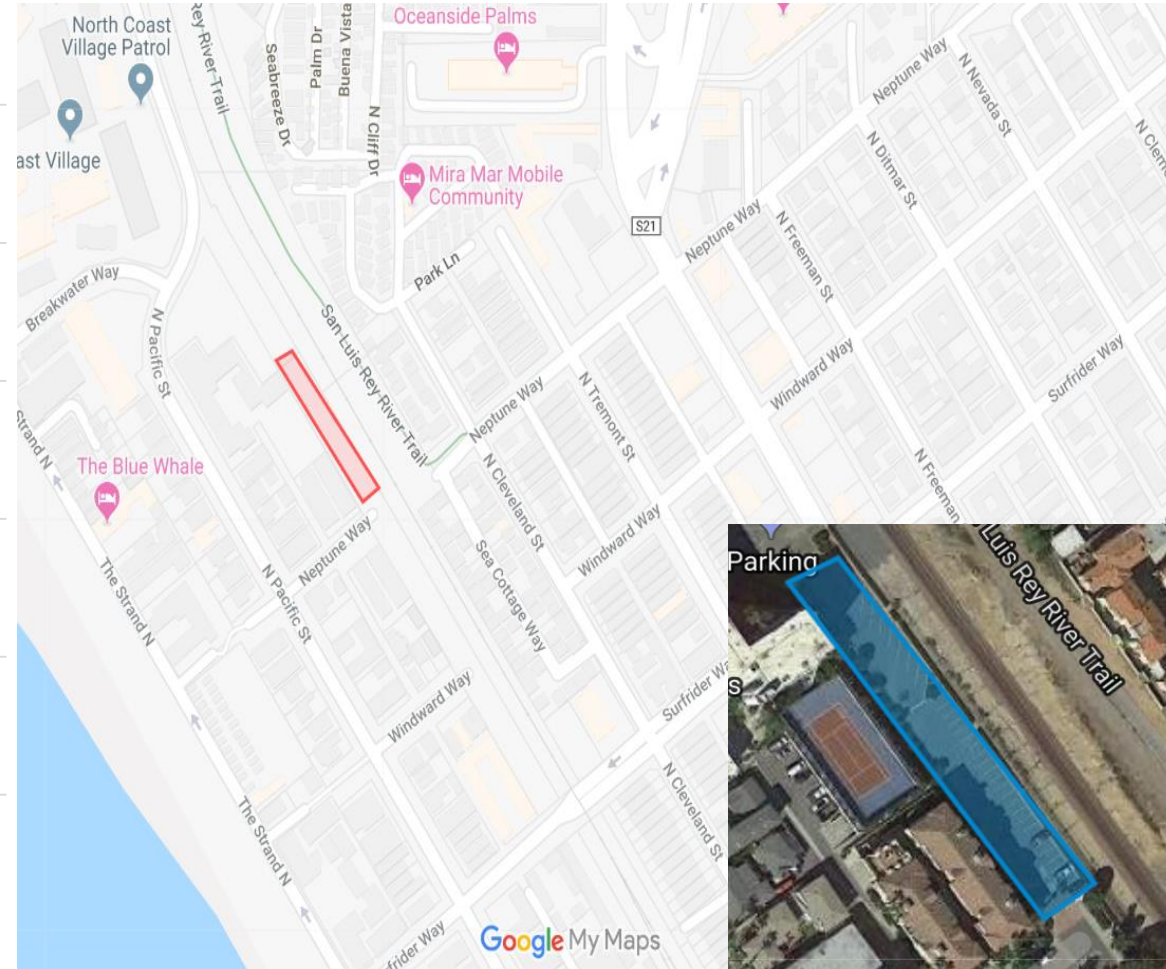 North Coast
Village Patrol
ast Village
Rey River Trail
Seabreeze Dr
Palm Dr
Buena Vista
N Cliff Dr
Oceanside Palms
Mira Mar Mobile
Community
Park Ln
S21
Neptune Way
N Nevada St
N Ditmar St
N Clem
Neptune Way
N Freeman St
Breakwater Way
N Pacific St
San Luis Rey River Trail
Neptune Way
N Tremont St
Windward Way
Surfrider Way
Strand N
The Blue Whale
N Cleveland St
Windward Way
N Freeman
Neptune Way
The Strand N
N Pacific St
Sea Cottage Way
Windward Way
Surfrider Wa
N Cleveland St
The Strand N
frider Way
Google My Maps
Parking
Luis Rey River Trail
s